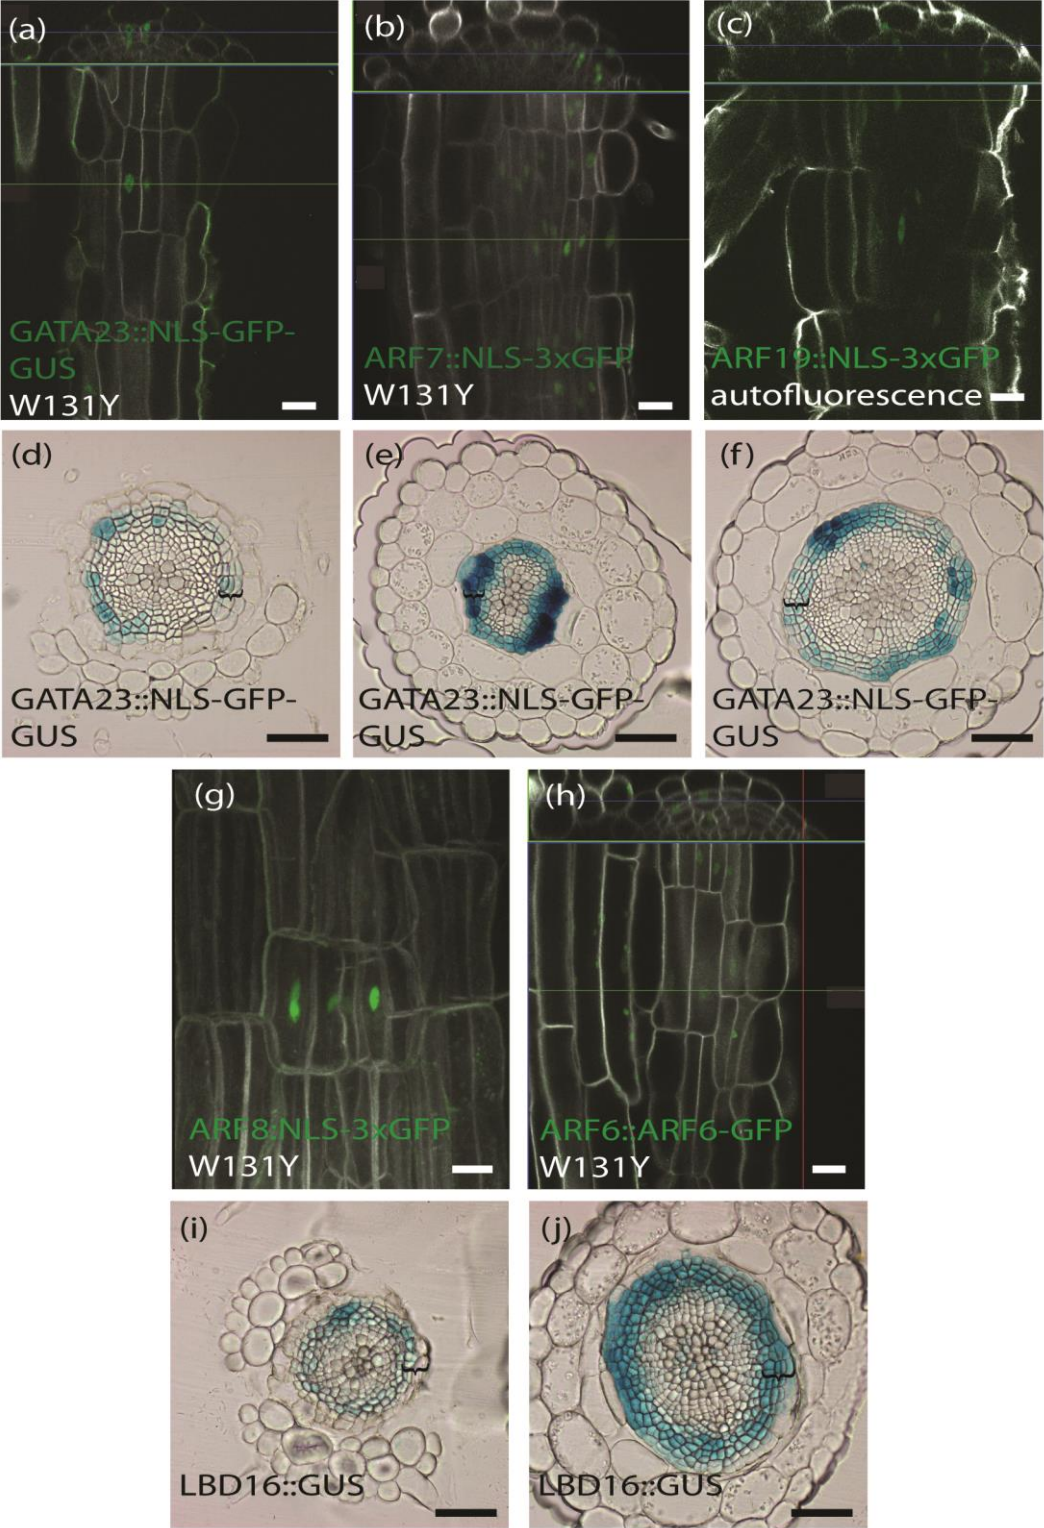 (a)
GATA23::NLS-GFP-
GUS
W131Y
(b)
ARF7::NLS-3xGFP
W131Y
(c)
ARF19::NLS-3xGFP
autofluorescence
(d)
GATA23::NLS-GFP-
GUS
(e)
GATA23::NLS-GFP-
GUS
(f)
GATA23::NLS-GFP-
GUS
(g)
ARF8:NLS-3xGFP
W131Y
(h)
ARF6::ARF6-GFP
W131Y
(i)
LBD16::GUS
(j)
LBD16::GUS